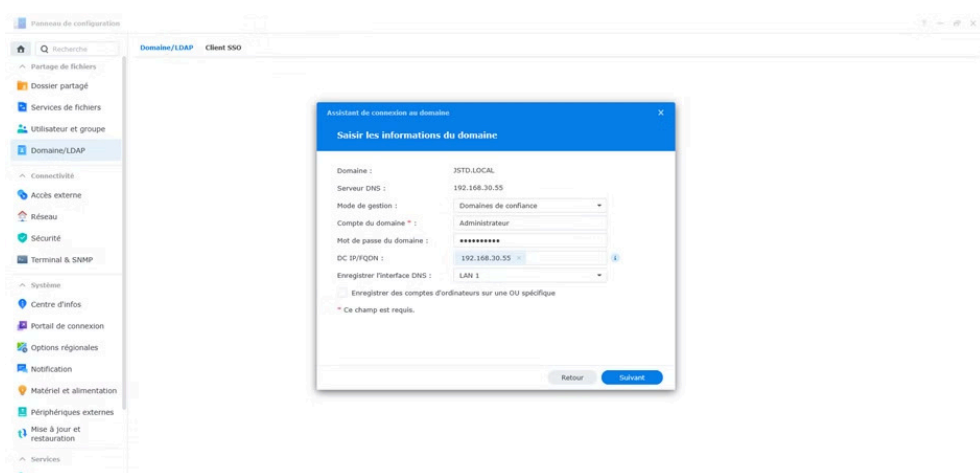 Panneau de configuration
Recherche
Domaine/LDAP Client SSO
Partage de fichiers
Dossier partagé
Services de fichiers
Utilisateur et groupe
Domaine/LDAP
Connectivité
Accès externe
Réseau
Sécurité
Terminal & SNMP
Système
Centre d'infos
Portail de connexion
Options régionales
Notification
Matériel et alimentation
Périphériques externes
Mise à jour et
restauration
Services
Assistant de connexion au domaine
Saisir les informations du domaine
Domaine : JSTD.LOCAL
Serveur DNS : 192.168.30.55
Mode de gestion : Domaines de confiance
Compte du domaine * : Administrateur
Mot de passe du domaine : ••••••••••
DC IP/FQDN : 192.168.30.55 ×
Enregistrer l'interface DNS : LAN 1
Enregistrer des comptes d'ordinateurs sur une OU spécifique
* Ce champ est requis.
Retour Suivant